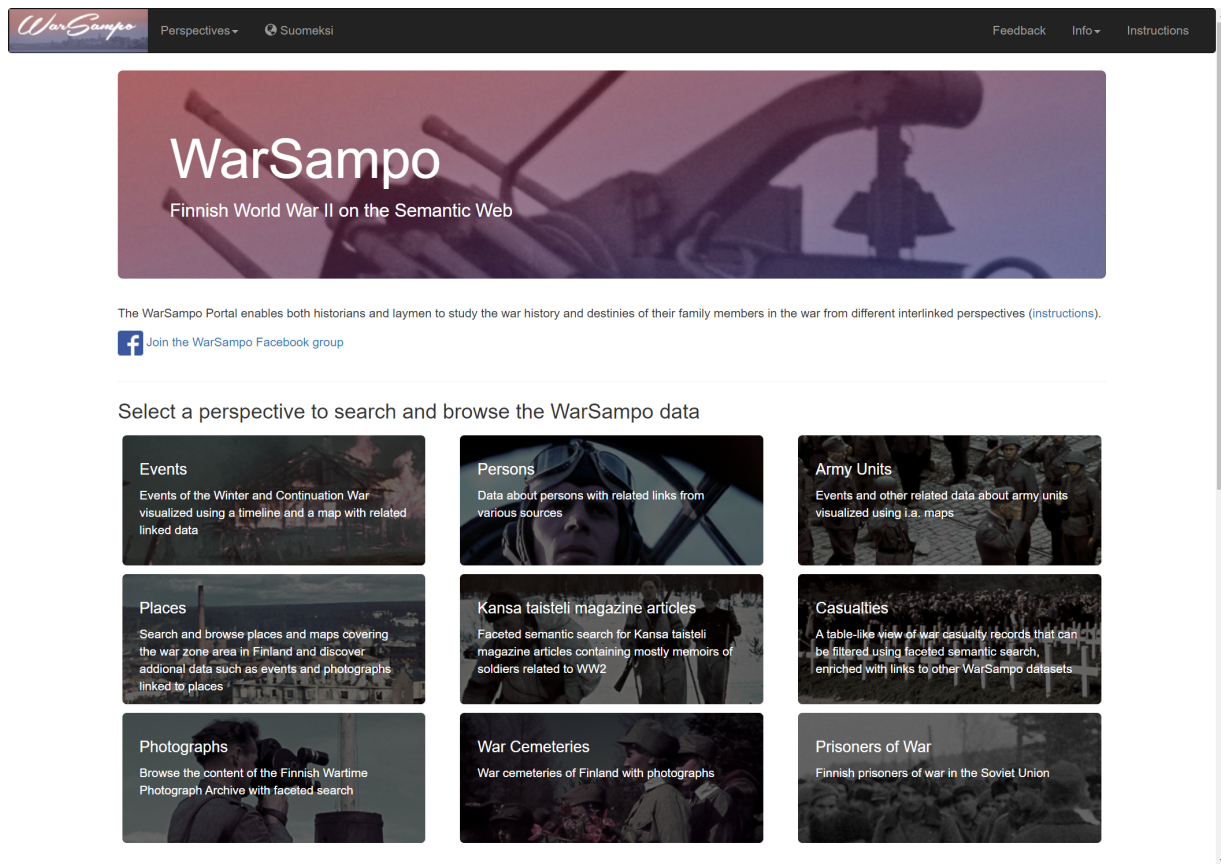 WarSampo
Perspectives
Suomeksi
Feedback
Info
Instructions
WarSampo
Finnish World War II on the Semantic Web
The WarSampo Portal enables both historians and laymen to study the war history and destinies of their family members in the war from different interlinked perspectives (instructions).
Join the WarSampo Facebook group
Select a perspective to search and browse the WarSampo data
Events
Events of the Winter and Continuation War
visualized using a timeline and a map with related
linked data
Persons
Data about persons with related links from
various sources
Army Units
Events and other related data about army units
visualized using i.a. maps
Places
Search and browse places and maps covering
the war zone area in Finland and discover
addional data such as events and photographs
linked to places
Kansa taisteli magazine articles
Faceted semantic search for Kansa taisteli
magazine articles containing mostly memoirs of
soldiers related to WW2
Casualties
A table-like view of war casualty records that can
be filtered using faceted semantic search,
enriched with links to other WarSampo datasets
Photographs
Browse the content of the Finnish Wartime
Photograph Archive with faceted search
War Cemeteries
War cemeteries of Finland with photographs
Prisoners of War
Finnish prisoners of war in the Soviet Union